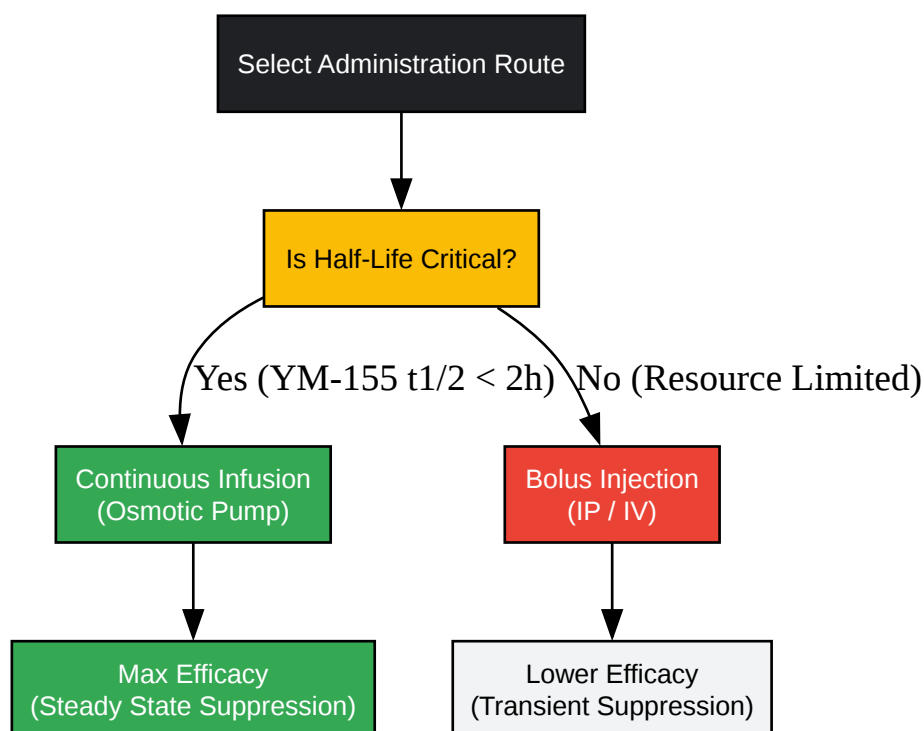 Select Administration Route
Is Half-Life Critical?
Yes (YM-155 t1/2 < 2h)
No (Resource Limited)
Continuous Infusion
(Osmotic Pump)
Bolus Injection
(IP / IV)
Max Efficacy
(Steady State Suppression)
Lower Efficacy
(Transient Suppression)